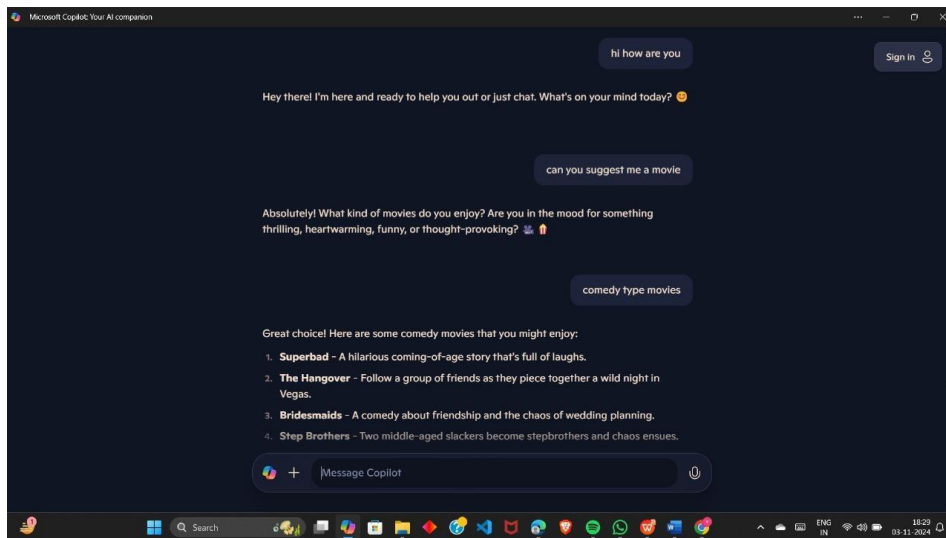 Microsoft Copilot: Your AI companion
Sign in
hi how are you
Hey there! I'm here and ready to help you out or just chat. What's on your mind today? 😊
can you suggest me a movie
Absolutely! What kind of movies do you enjoy? Are you in the mood for something
thrilling, heartwarming, funny, or thought-provoking? 🎥 🍿
comedy type movies
Great choice! Here are some comedy movies that you might enjoy:
1. Superbad - A hilarious coming-of-age story that's full of laughs.
2. The Hangover - Follow a group of friends as they piece together a wild night in
Vegas.
3. Bridesmaids - A comedy about friendship and the chaos of wedding planning.
4. Step Brothers - Two middle-aged slackers become stepbrothers and chaos ensues.
Message Copilot
Search
ENG
IN
18:29
03-11-2024